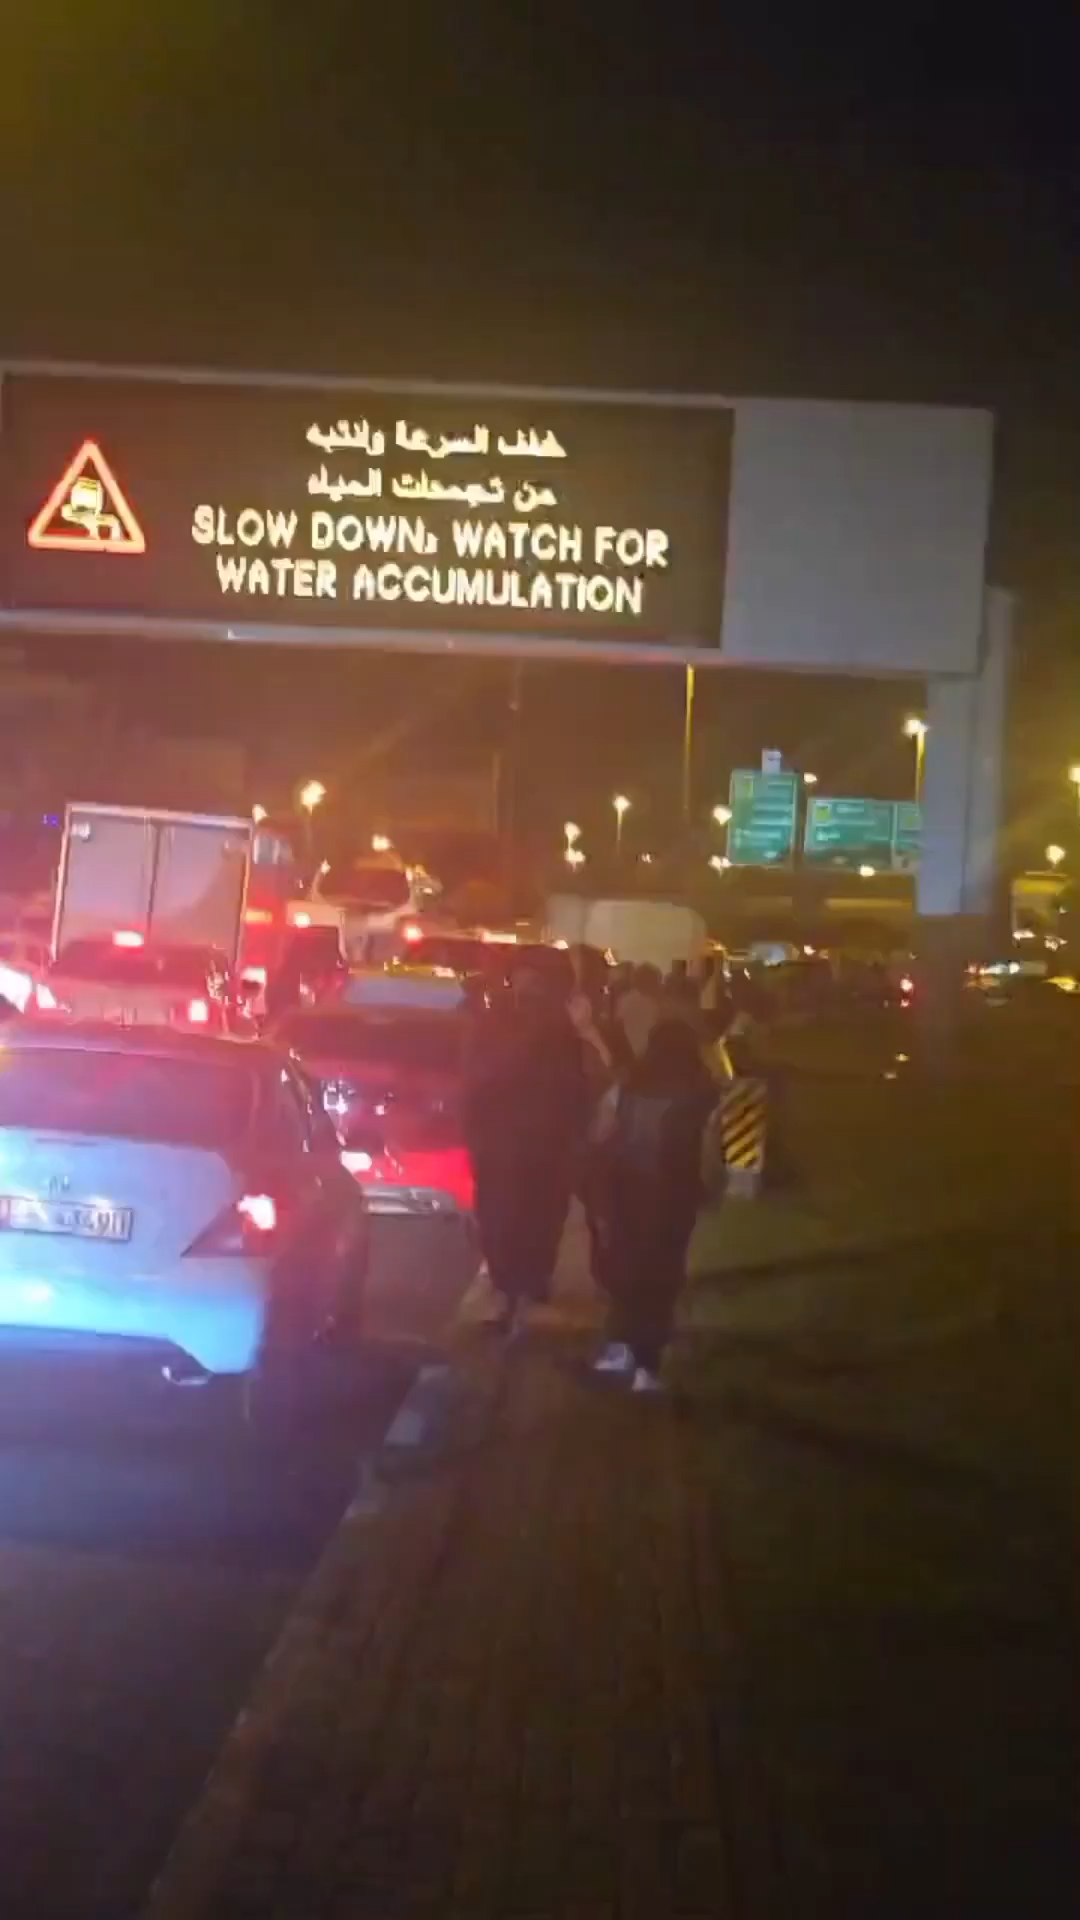 خفف السرعة وانتبه
من تجمعات المياه
SLOW DOWN, WATCH FOR
WATER ACCUMULATION